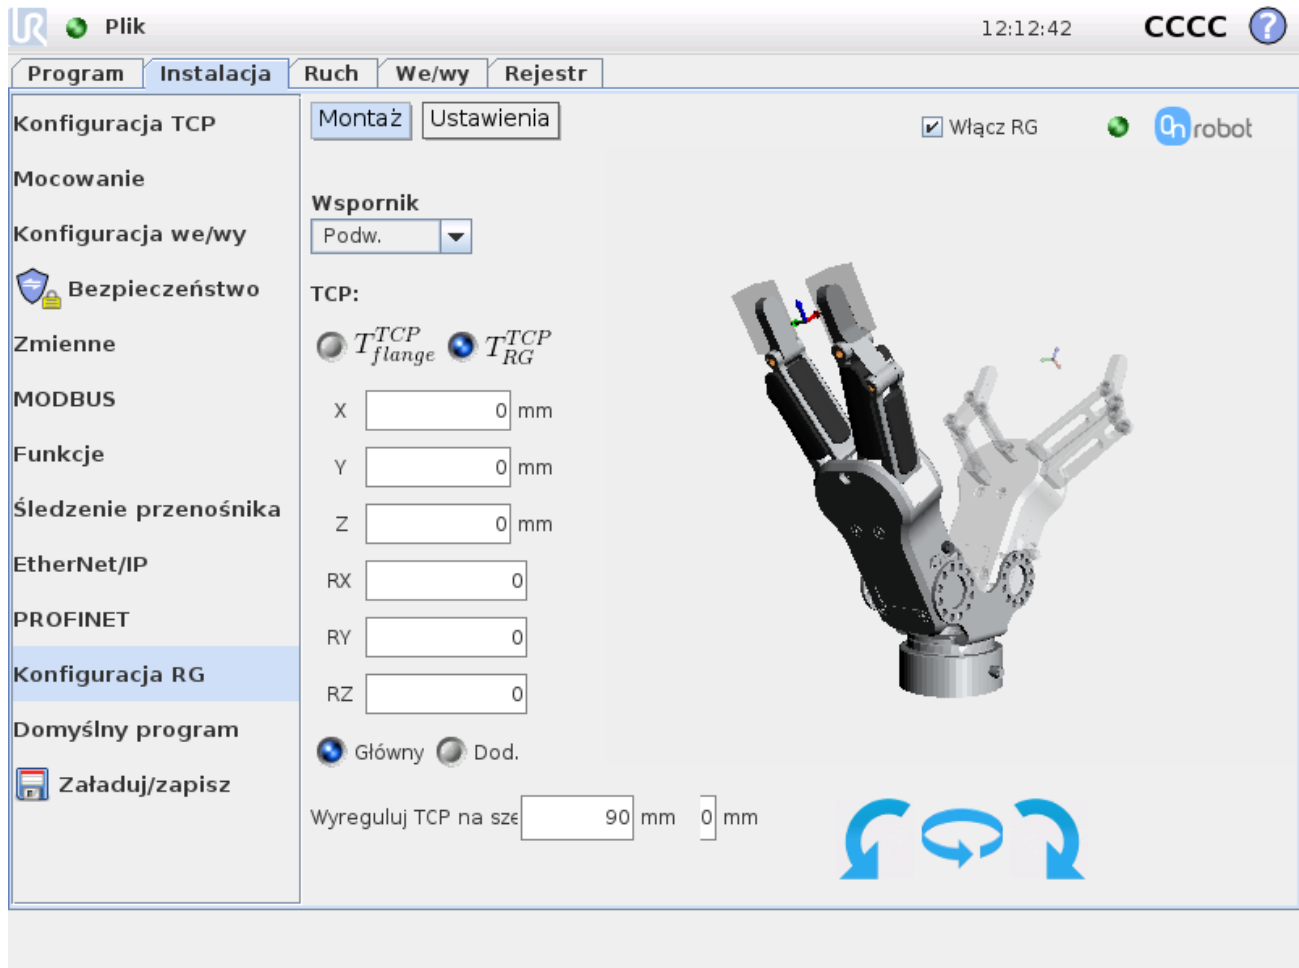 UR Plik 12:12:42 CCCC ?
Program Instalacja Ruch We/wy Rejestr
Konfiguracja TCP
Mocowanie
Konfiguracja we/wy
Bezpieczeństwo
Zmienne
MODBUS
Funkcje
Śledzenie przenośnika
EtherNet/IP
PROFINET
Konfiguracja RG
Domyślny program
Załaduj/zapisz
Montaż Ustawienia Włącz RG On robot
Wspornik
Podw.
TCP:
T TCP flange T TCP RG
X 0 mm
Y 0 mm
Z 0 mm
RX 0
RY 0
RZ 0
Główny Dod.
Wyreguluj TCP na sze 90 mm 0 mm